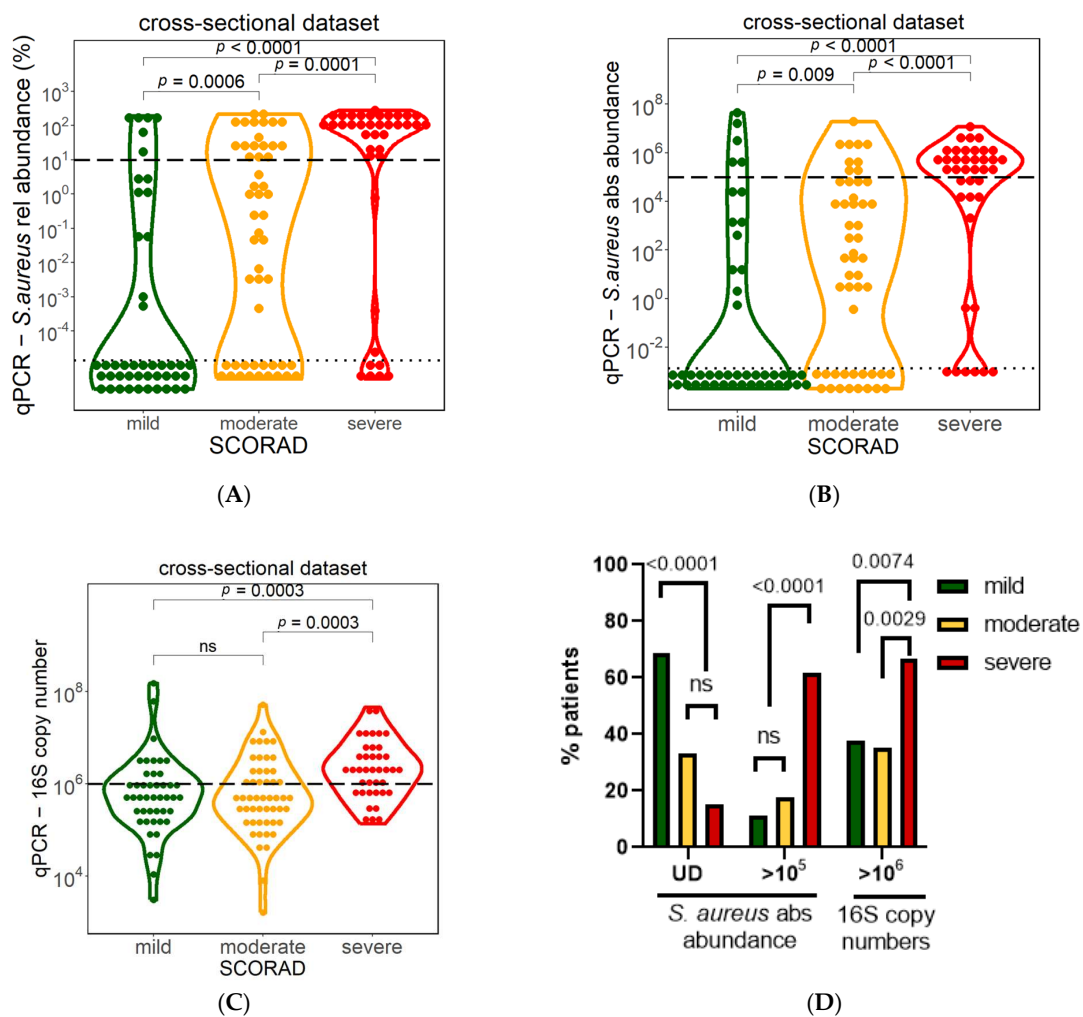 cross-sectional dataset
p < 0.0001
p = 0.0001
p = 0.0006
10³
10²
10¹
10⁰
10⁻¹
10⁻²
10⁻³
10⁻⁴
qPCR − S.aureus rel abundance (%)
mild moderate severe
SCORAD
(A)
cross-sectional dataset
p < 0.0001
p = 0.009 p < 0.0001
10⁸
10⁶
10⁴
10²
10⁰
10⁻²
qPCR − S.aureus abs abundance
mild moderate severe
SCORAD
(B)
cross-sectional dataset
p = 0.0003
p = 0.0003
ns
10⁸
10⁶
10⁴
qPCR − 16S copy number
mild moderate severe
SCORAD
(C)
100
80
60
40
20
0
% patients
<0.0001
ns
<0.0001
ns
0.0074
0.0029
mild
moderate
severe
UD >10⁵ >10⁶
S. aureus abs
abundance
16S copy
numbers
(D)